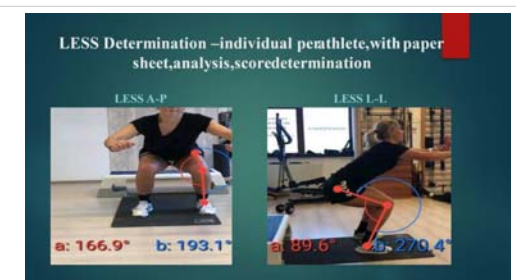 LESS Determination –individual perathlete,with paper
sheet,analysis,scoredetermination
LESS A-P
LESS L-L
a: 166.9° b: 193.1°
a: 89.6° b: 270.4°